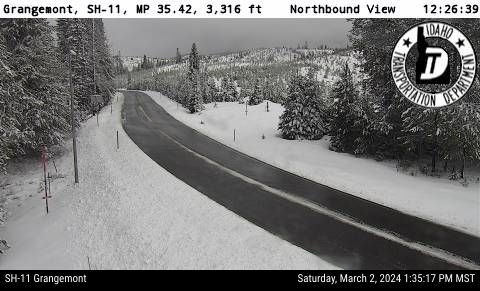 Grangemont, SH-11, MP 35.42, 3,316 ft Northbound View 12:26:39
IDAHO
TRANSPORTATION DEPARTMENT
SH-11 Grangemont Saturday, March 2, 2024 1:35:17 PM MST